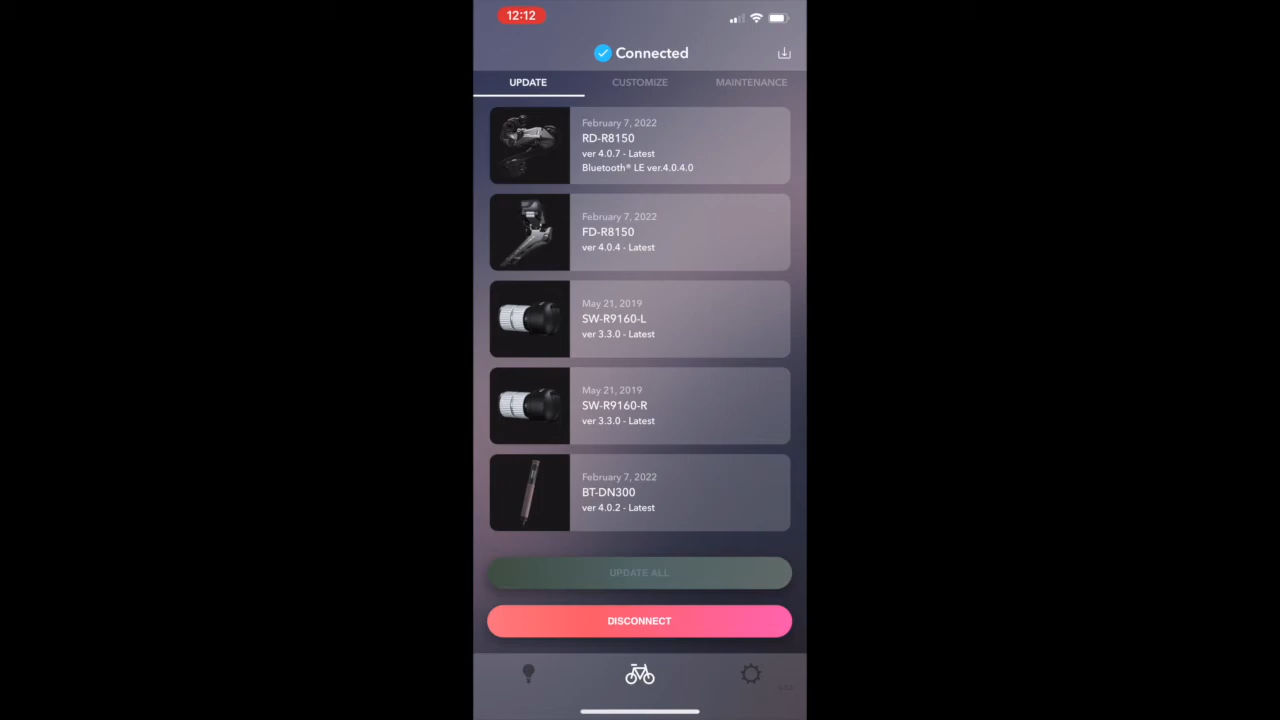 12:12
Connected
UPDATE CUSTOMIZE MAINTENANCE
February 7, 2022
RD-R8150
ver 4.0.7 - Latest
Bluetooth® LE ver.4.0.4.0
February 7, 2022
FD-R8150
ver 4.0.4 - Latest
May 21, 2019
SW-R9160-L
ver 3.3.0 - Latest
May 21, 2019
SW-R9160-R
ver 3.3.0 - Latest
February 7, 2022
BT-DN300
ver 4.0.2 - Latest
UPDATE ALL
DISCONNECT